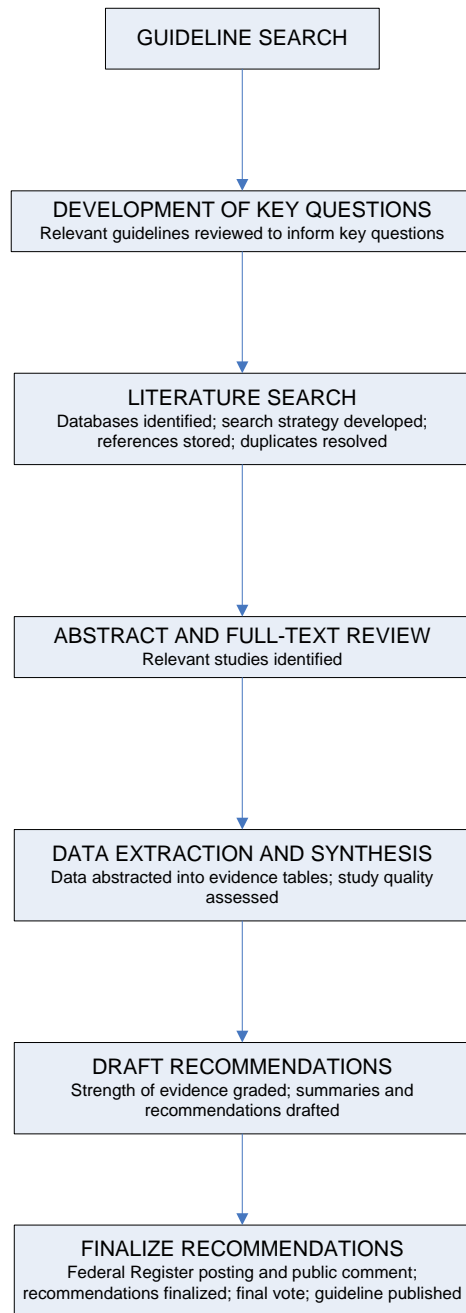 GUIDELINE SEARCH
DEVELOPMENT OF KEY QUESTIONS
Relevant guidelines reviewed to inform key questions
LITERATURE SEARCH
Databases identified; search strategy developed;
references stored; duplicates resolved
ABSTRACT AND FULL-TEXT REVIEW
Relevant studies identified
DATA EXTRACTION AND SYNTHESIS
Data abstracted into evidence tables; study quality
assessed
DRAFT RECOMMENDATIONS
Strength of evidence graded; summaries and
recommendations drafted
FINALIZE RECOMMENDATIONS
Federal Register posting and public comment;
recommendations finalized; final vote; guideline published